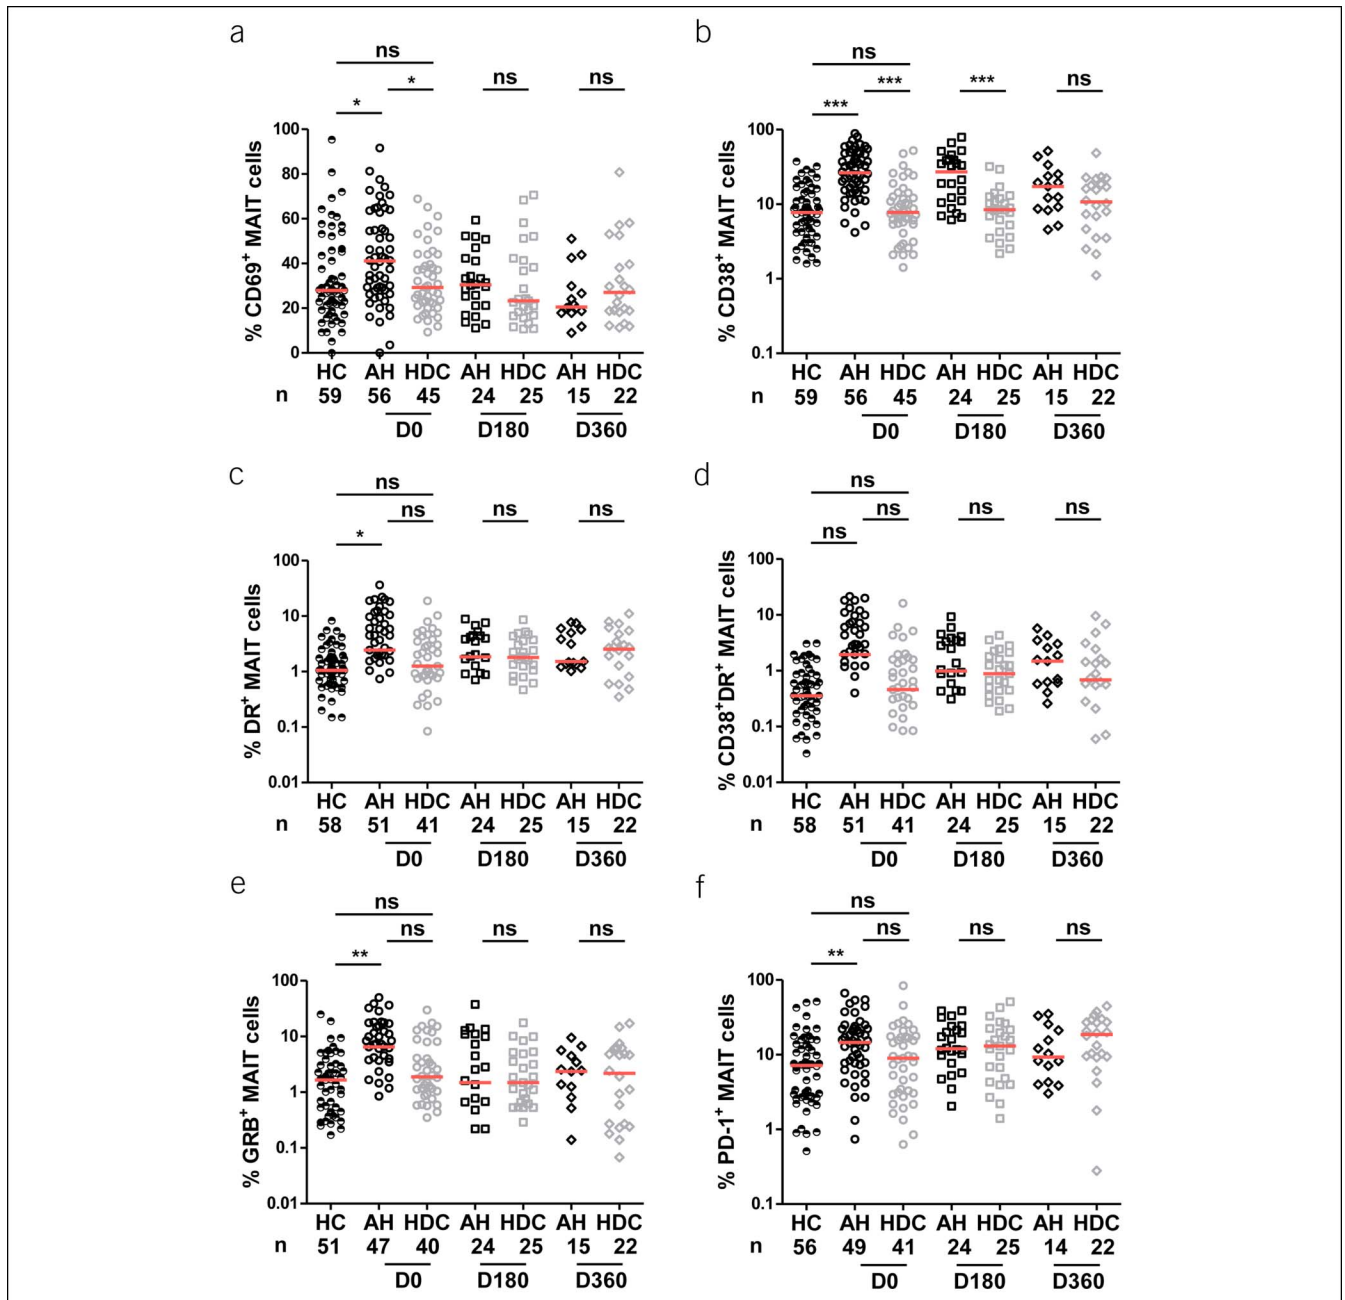 a
ns
* ns ns
*
% CD69⁺ MAIT cells
100
80
60
40
20
0
HC AH HDC AH HDC AH HDC
n 59 56 45 24 25 15 22
D0 D180 D360
b
ns
*** *** ns
***
% CD38⁺ MAIT cells
100
10
1
0.1
HC AH HDC AH HDC AH HDC
n 59 56 45 24 25 15 22
D0 D180 D360
c
ns
ns ns ns
*
% DR⁺ MAIT cells
100
10
1
0.1
0.01
HC AH HDC AH HDC AH HDC
n 58 51 41 24 25 15 22
D0 D180 D360
d
ns
ns ns ns
ns
% CD38⁺DR⁺ MAIT cells
100
10
1
0.1
0.01
HC AH HDC AH HDC AH HDC
n 58 51 41 24 25 15 22
D0 D180 D360
e
ns
ns ns ns
**
% GRB⁺ MAIT cells
100
10
1
0.1
0.01
HC AH HDC AH HDC AH HDC
n 51 47 40 24 25 15 22
D0 D180 D360
f
ns
ns ns ns
**
% PD-1⁺ MAIT cells
100
10
1
0.1
HC AH HDC AH HDC AH HDC
n 56 49 41 24 25 14 22
D0 D180 D360